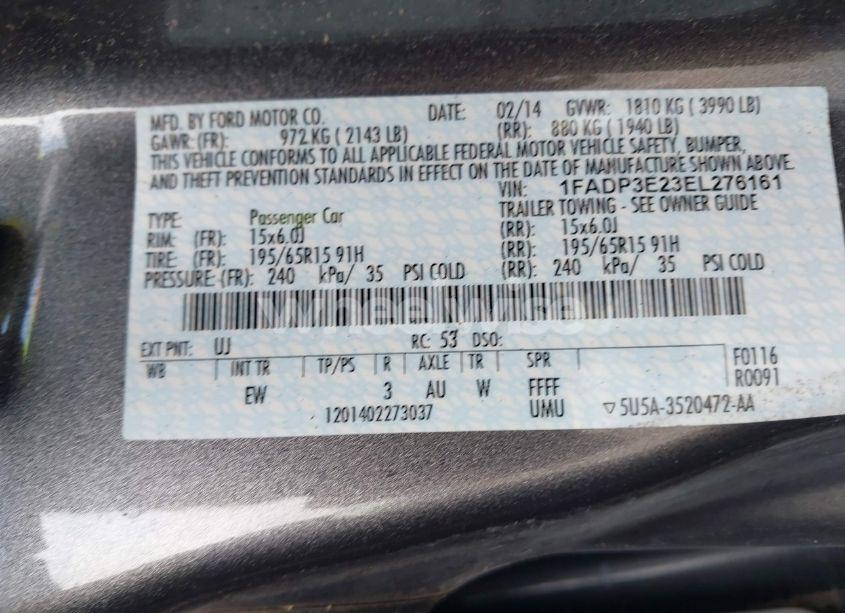 MFD. BY FORD MOTOR CO. DATE: 02/14 GVWR: 1810 KG ( 3990 LB)
GAWR: (FR): 972 KG ( 2143 LB) (RR): 880 KG ( 1940 LB)
THIS VEHICLE CONFORMS TO ALL APPLICABLE FEDERAL MOTOR VEHICLE SAFETY, BUMPER,
AND THEFT PREVENTION STANDARDS IN EFFECT ON THE DATE OF MANUFACTURE SHOWN ABOVE.
VIN: 1FADP3E23EL276161
TYPE: Passenger Car TRAILER TOWING - SEE OWNER GUIDE
RIM: (FR): 15x6.0J (RR): 15x6.0J
TIRE: (FR): 195/65R15 91H (RR): 195/65R15 91H
PRESSURE: (FR): 240 kPa/ 35 PSI COLD (RR): 240 kPa/ 35 PSI COLD
EXT PNT: UJ RC: 53 DSO:
WB INT TR TP/PS R AXLE TR SPR F0116
EW 3 AU W FFFF R0091
1201402273037 UMU ▽5U5A-3520472-AA